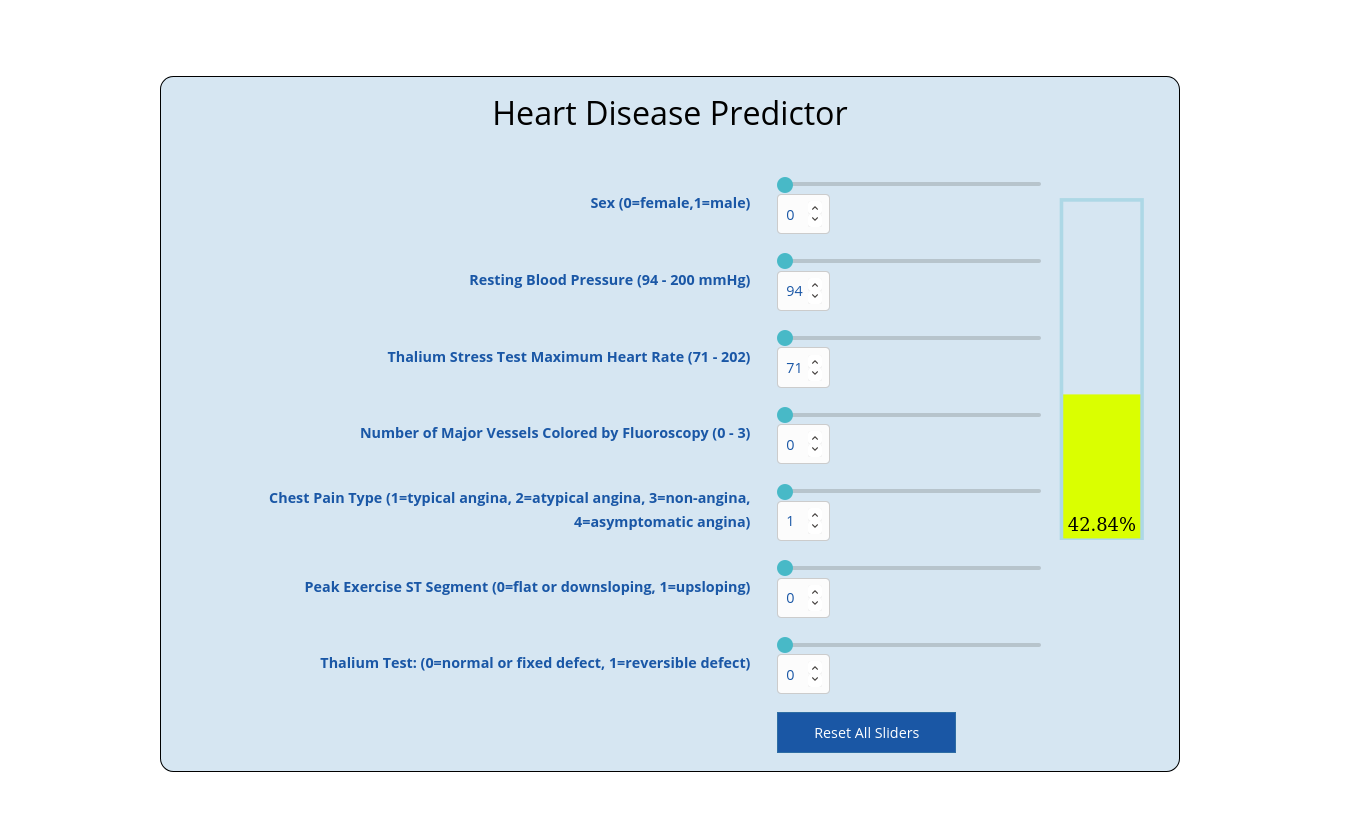 Heart Disease Predictor
Sex (0=female,1=male)
0
Resting Blood Pressure (94 - 200 mmHg)
94
Thalium Stress Test Maximum Heart Rate (71 - 202)
71
Number of Major Vessels Colored by Fluoroscopy (0 - 3)
0
Chest Pain Type (1=typical angina, 2=atypical angina, 3=non-angina,
4=asymptomatic angina)
1
42.84%
Peak Exercise ST Segment (0=flat or downsloping, 1=upsloping)
0
Thalium Test: (0=normal or fixed defect, 1=reversible defect)
0
Reset All Sliders